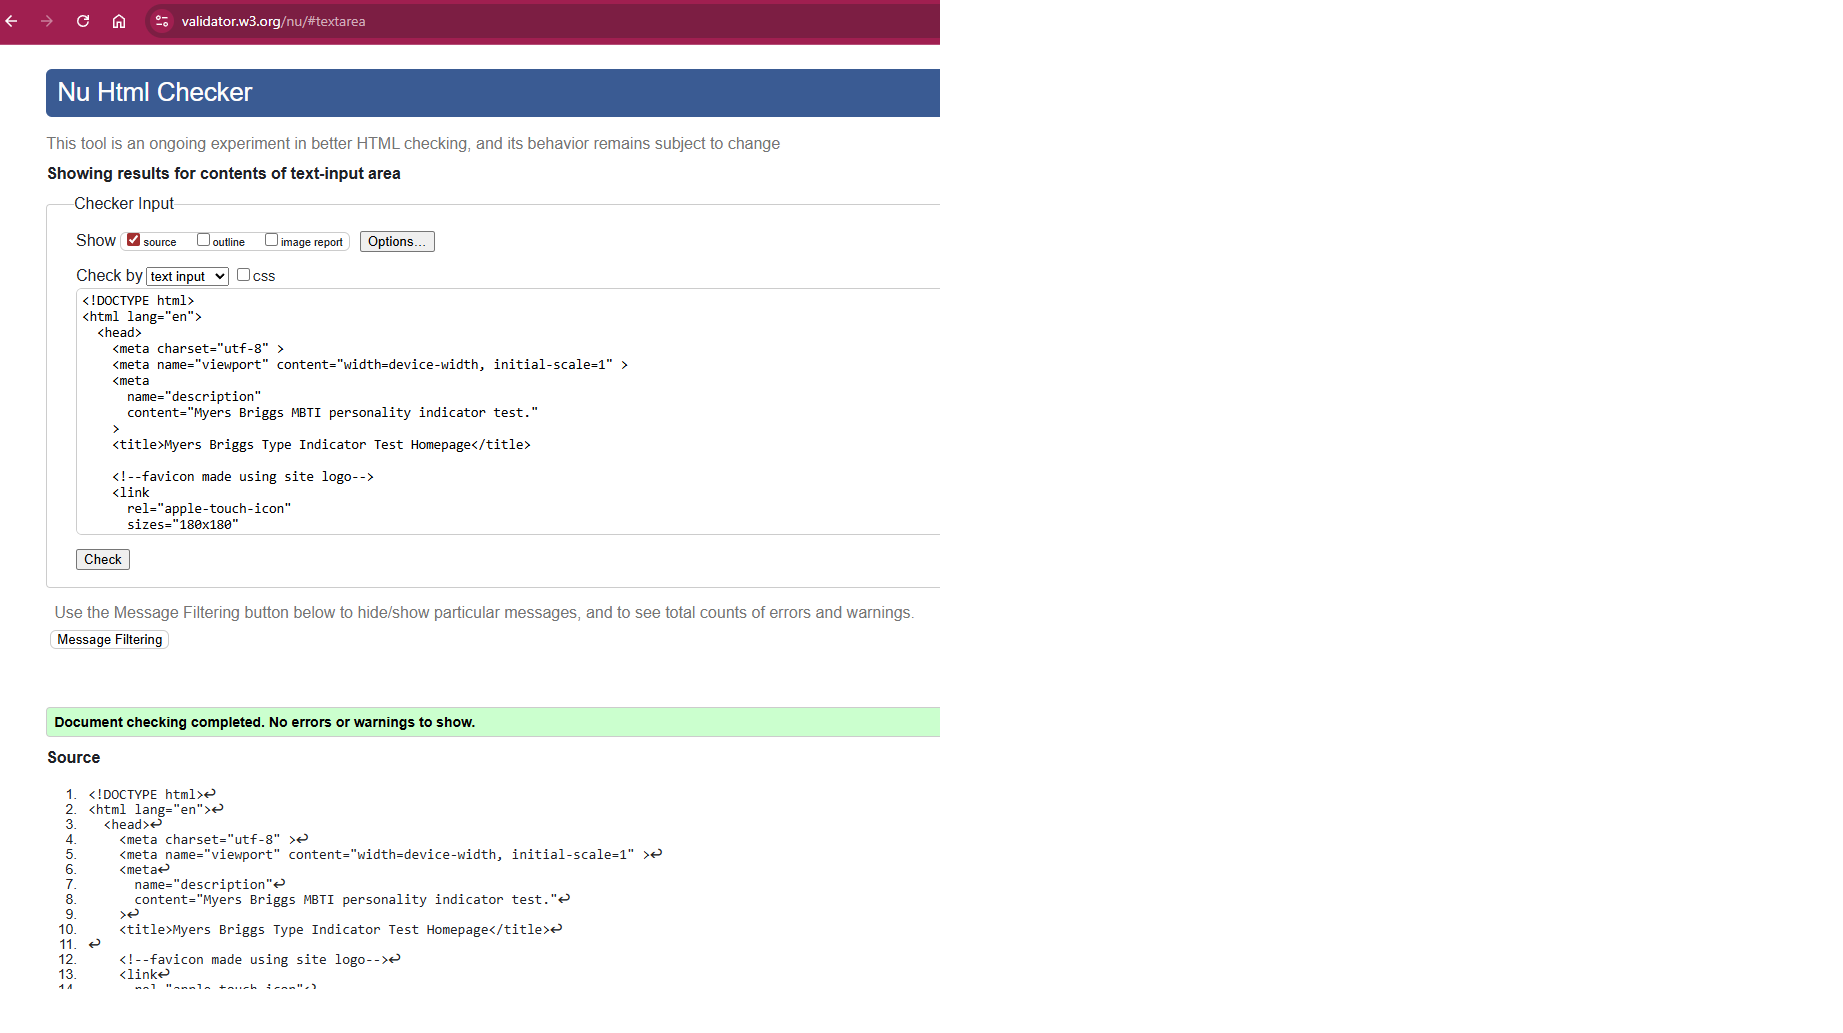 validator.w3.org/nu/#textarea
Nu Html Checker
This tool is an ongoing experiment in better HTML checking, and its behavior remains subject to change
Showing results for contents of text-input area
Checker Input
Show source outline image report Options...
Check by text input css
<!DOCTYPE html>
<html lang="en">
  <head>
    <meta charset="utf-8" >
    <meta name="viewport" content="width=device-width, initial-scale=1" >
    <meta
      name="description"
      content="Myers Briggs MBTI personality indicator test."
    >
    <title>Myers Briggs Type Indicator Test Homepage</title>
    <!--favicon made using site logo-->
    <link
      rel="apple-touch-icon"
      sizes="180x180"
Check
Use the Message Filtering button below to hide/show particular messages, and to see total counts of errors and warnings.
Message Filtering
Document checking completed. No errors or warnings to show.
Source
1. <!DOCTYPE html>↩
2. <html lang="en">↩
3.   <head>↩
4.     <meta charset="utf-8" >↩
5.     <meta name="viewport" content="width=device-width, initial-scale=1" >↩
6.     <meta↩
7.       name="description"↩
8.       content="Myers Briggs MBTI personality indicator test."↩
9.     >↩
10.     <title>Myers Briggs Type Indicator Test Homepage</title>↩
11. ↩
12.     <!--favicon made using site logo-->↩
13.     <link↩
14.       rel="apple-touch-icon"↩